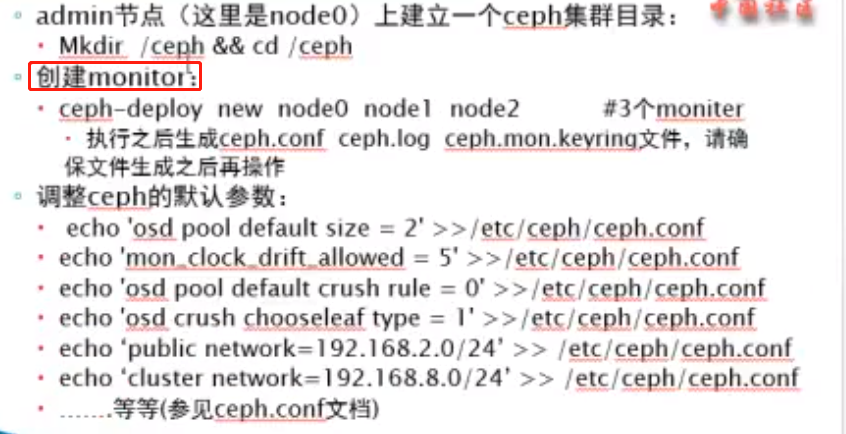 admin节点（这里是node0）上建立一个ceph集群目录：
Mkdir /ceph && cd /ceph
创建monitor：
ceph-deploy new node0 node1 node2 #3个moniter
执行之后生成ceph.conf ceph.log ceph.mon.keyring文件，请确
保文件生成之后再操作
调整ceph的默认参数：
echo 'osd pool default size = 2' >>/etc/ceph/ceph.conf
echo 'mon_clock_drift_allowed = 5' >>/etc/ceph/ceph.conf
echo 'osd pool default crush rule = 0' >>/etc/ceph/ceph.conf
echo 'osd crush chooseleaf type = 1' >>/etc/ceph/ceph.conf
echo ‘public network=192.168.2.0/24’ >> /etc/ceph/ceph.conf
echo ‘cluster network=192.168.8.0/24’ >> /etc/ceph/ceph.conf
…….等等(参见ceph.conf文档)